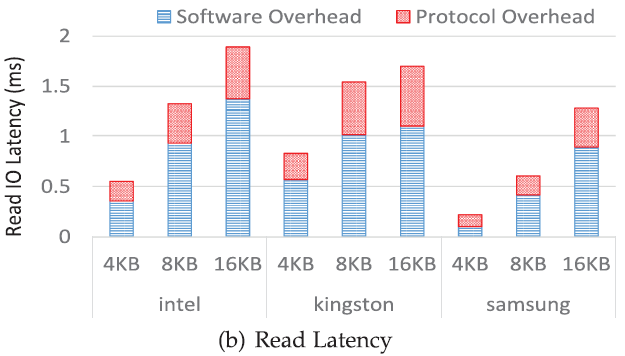 Software Overhead Protocol Overhead
Read IO Latency (ms)
2
1.5
1
0.5
0
4KB 8KB 16KB 4KB 8KB 16KB 4KB 8KB 16KB
intel kingston samsung
(b) Read Latency